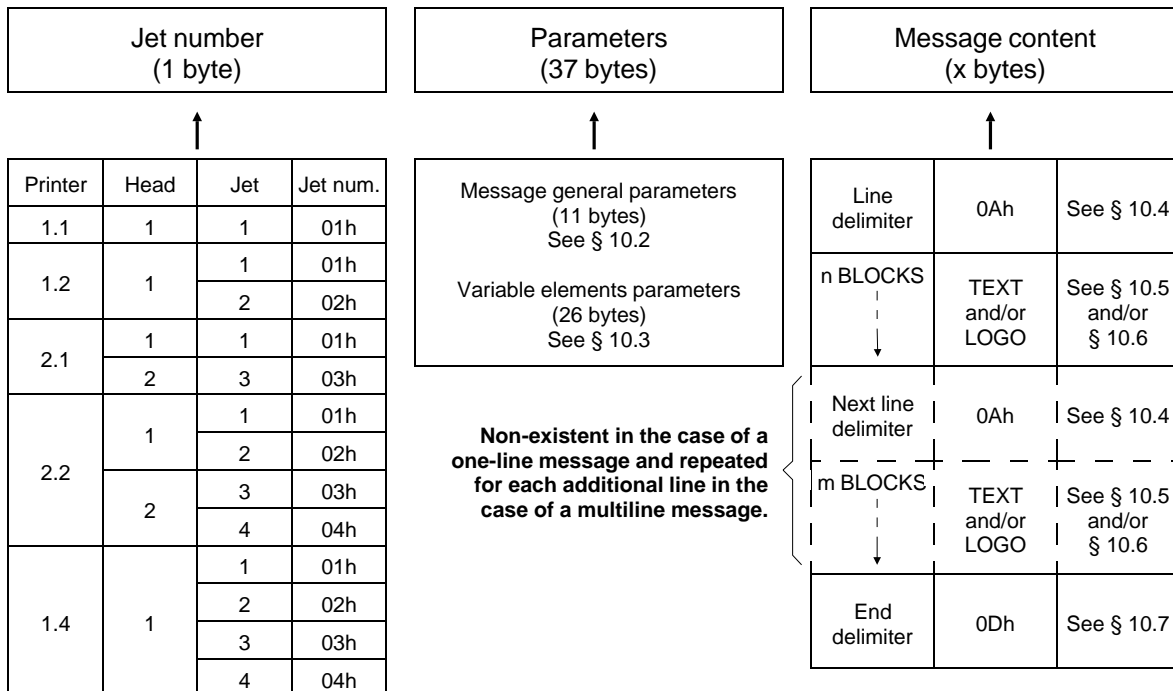 Jet number
(1 byte)
Parameters
(37 bytes)
Message content
(x bytes)
Printer Head Jet Jet num.
1.1 1 1 01h
1.2 1 1 01h
2 02h
2.1 1 1 01h
2 3 03h
2.2 1 1 01h
2 02h
2 3 03h
4 04h
1.4 1 1 01h
2 02h
3 03h
4 04h
Message general parameters
(11 bytes)
See § 10.2
Variable elements parameters
(26 bytes)
See § 10.3
Non-existent in the case of a
one-line message and repeated
for each additional line in the
case of a multiline message.
Line
delimiter
0Ah
See § 10.4
n BLOCKS
TEXT
and/or
LOGO
See § 10.5
and/or
§ 10.6
Next line
delimiter
0Ah
See § 10.4
m BLOCKS
TEXT
and/or
LOGO
See § 10.5
and/or
§ 10.6
End
delimiter
0Dh
See § 10.7